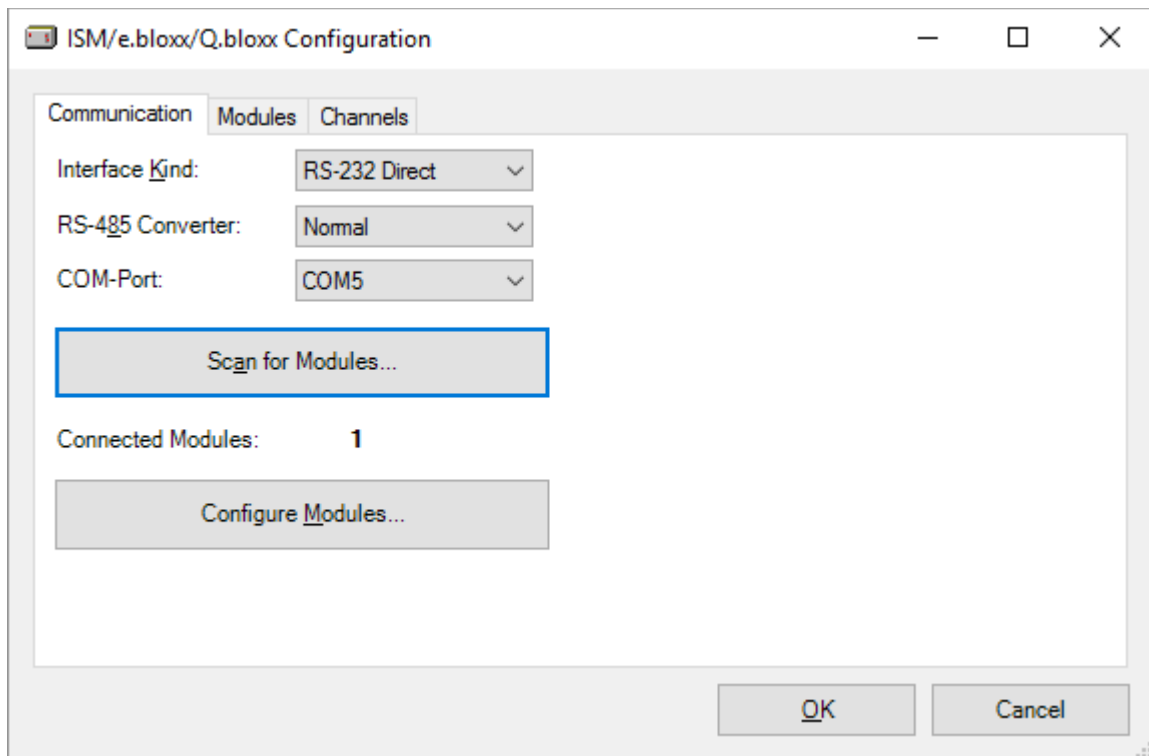 ISM/e.bloxx/Q.bloxx Configuration
Communication Modules Channels
Interface Kind: RS-232 Direct
RS-485 Converter: Normal
COM-Port: COM5
Scan for Modules...
Connected Modules: 1
Configure Modules...
OK Cancel